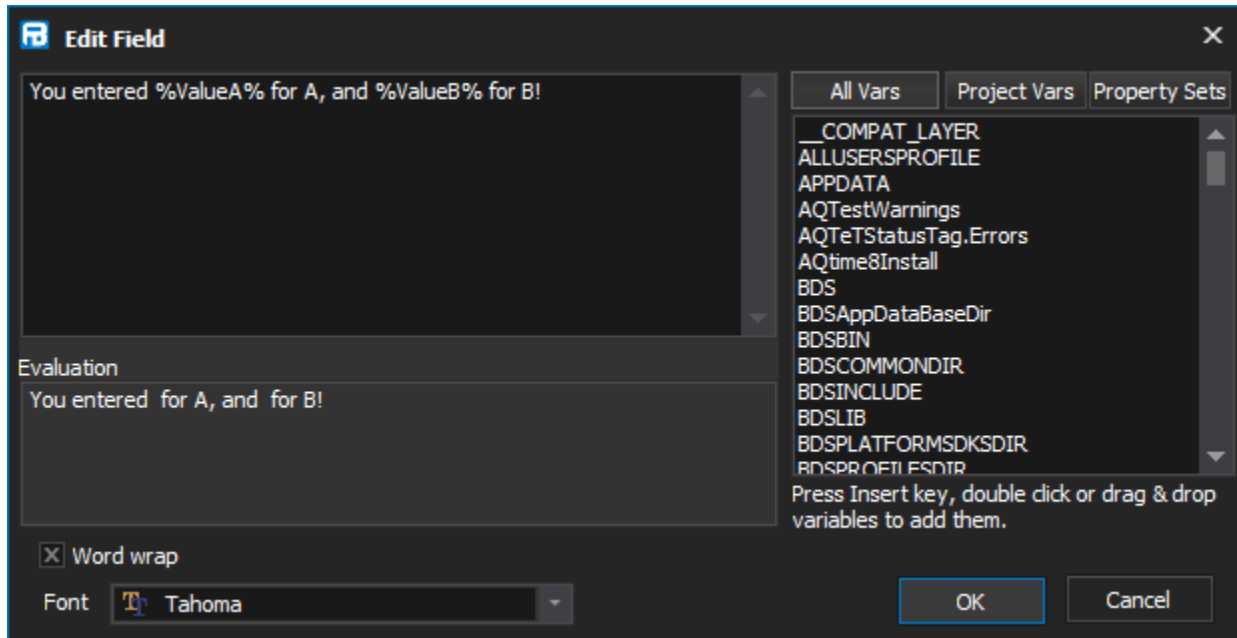 Edit Field
You entered %ValueA% for A, and %ValueB% for B!
Evaluation
You entered  for A, and  for B!
Word wrap
Font
Tahoma
All Vars
Project Vars
Property Sets
__COMPAT_LAYER
ALLUSERSPROFILE
APPDATA
AQTestWarnings
AQTeTStatusTag.Errors
AQtime8Install
BDS
BDSAppDataBaseDir
BDSBIN
BDSCOMMONDIR
BDSINCLUDE
BDSLIB
BDSPLATFORMSDKSDIR
BDSPROFILESDIR
Press Insert key, double click or drag & drop
variables to add them.
OK
Cancel